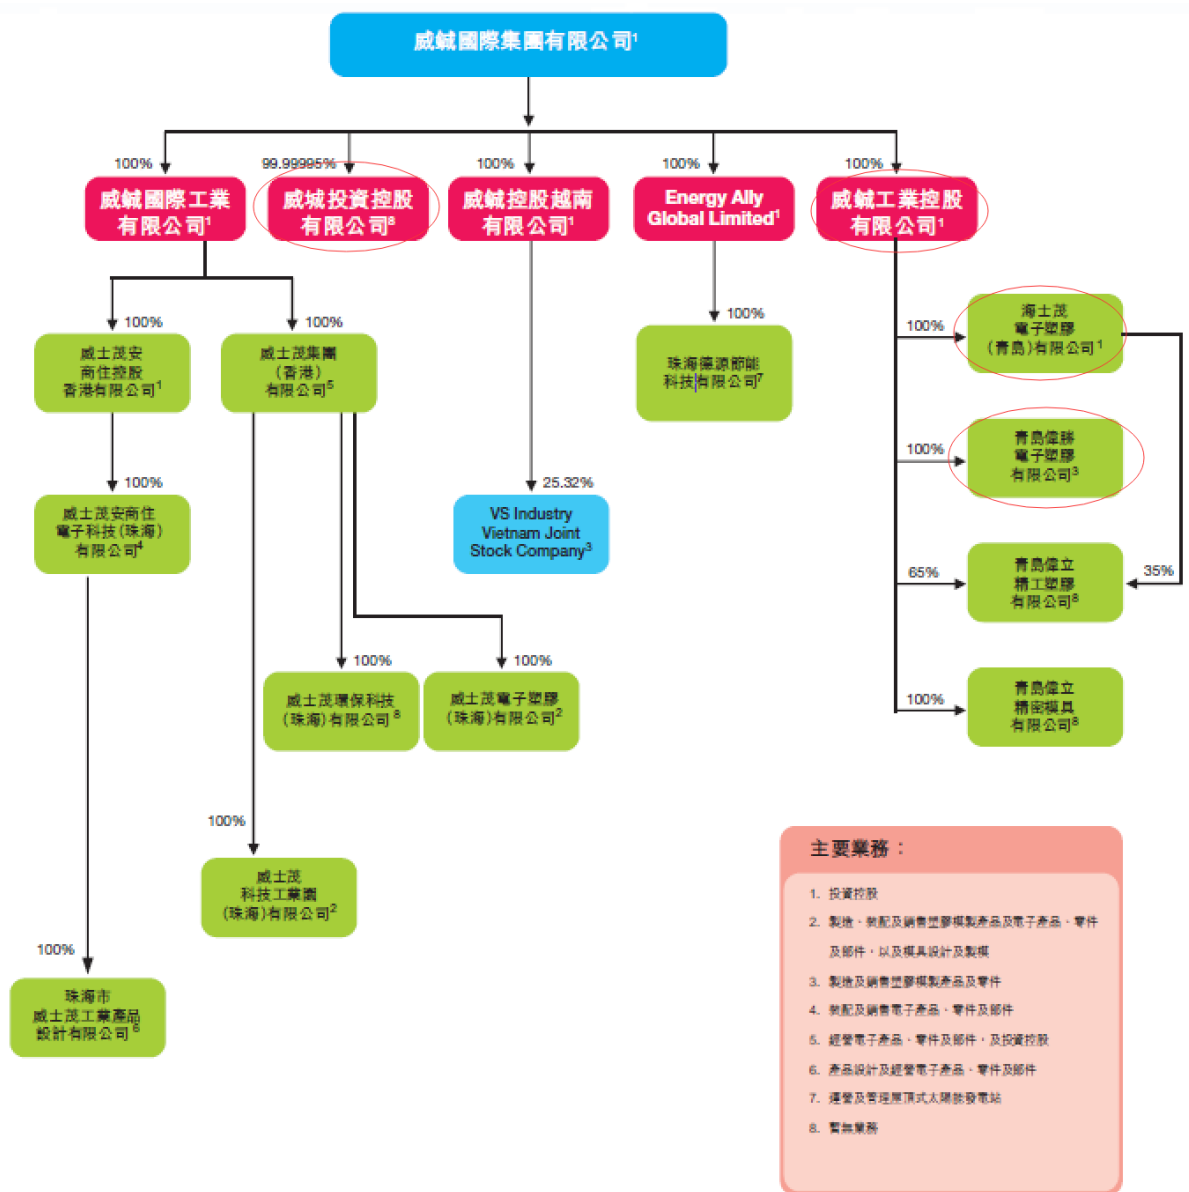 威鋮國際集團有限公司1
100%
99.99995%
100%
100%
100%
威鋮國際工業
有限公司1
威城投資控股
有限公司8
威鋮控股越南
有限公司1
Energy Ally
Global Limited1
威鋮工業控股
有限公司1
100%
威士茂安
商住控股
香港有限公司1
100%
威士茂集團
（香港）
有限公司5
100%
珠海德源節能
科技有限公司7
100%
海士茂
電子塑膠
（青島）有限公司1
100%
青島偉勝
電子塑膠
有限公司3
100%
威士茂安商住
電子科技（珠海）
有限公司4
25.32%
VS Industry
Vietnam Joint
Stock Company3
65%
青島偉立
精工塑膠
有限公司8
35%
100%
威士茂環保科技
（珠海）有限公司8
100%
威士茂電子塑膠
（珠海）有限公司2
100%
青島偉立
精密模具
有限公司8
100%
威士茂
科技工業園
（珠海）有限公司2
100%
珠海市
威士茂工業產品
設計有限公司6
主要業務：
1. 投資控股
2. 製造、裝配及銷售塑膠模製產品及電子產品、零件
及部件，以及模具設計及製模
3. 製造及銷售塑膠模製產品及零件
4. 裝配及銷售電子產品、零件及部件
5. 經營電子產品、零件及部件，及投資控股
6. 產品設計及經營電子產品、零件及部件
7. 運營及管理屋頂式太陽能發電站
8. 暫無業務